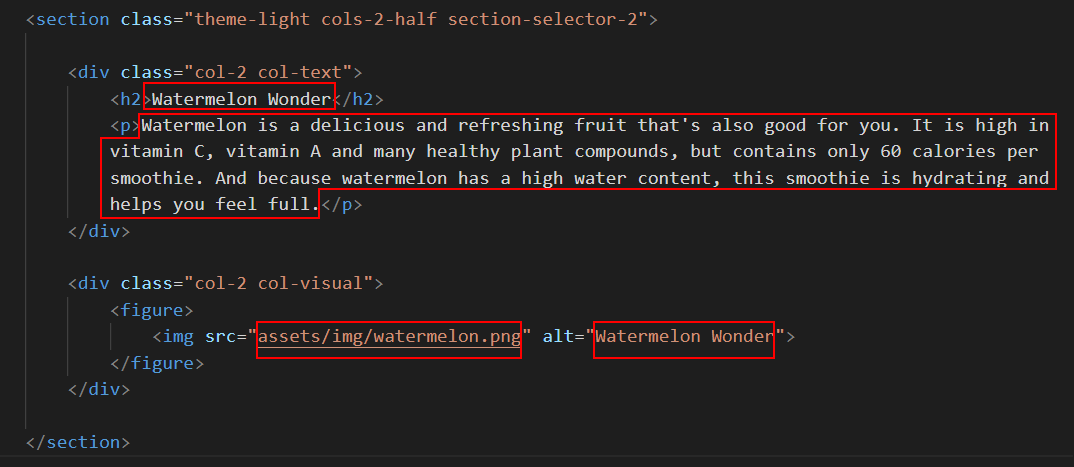 <section class="theme-light cols-2-half section-selector-2">
<div class="col-2 col-text">
<h2>Watermelon Wonder</h2>
<p>Watermelon is a delicious and refreshing fruit that's also good for you. It is high in
vitamin C, vitamin A and many healthy plant compounds, but contains only 60 calories per
smoothie. And because watermelon has a high water content, this smoothie is hydrating and
helps you feel full.</p>
</div>
<div class="col-2 col-visual">
<figure>
<img src="assets/img/watermelon.png" alt="Watermelon Wonder">
</figure>
</div>
</section>